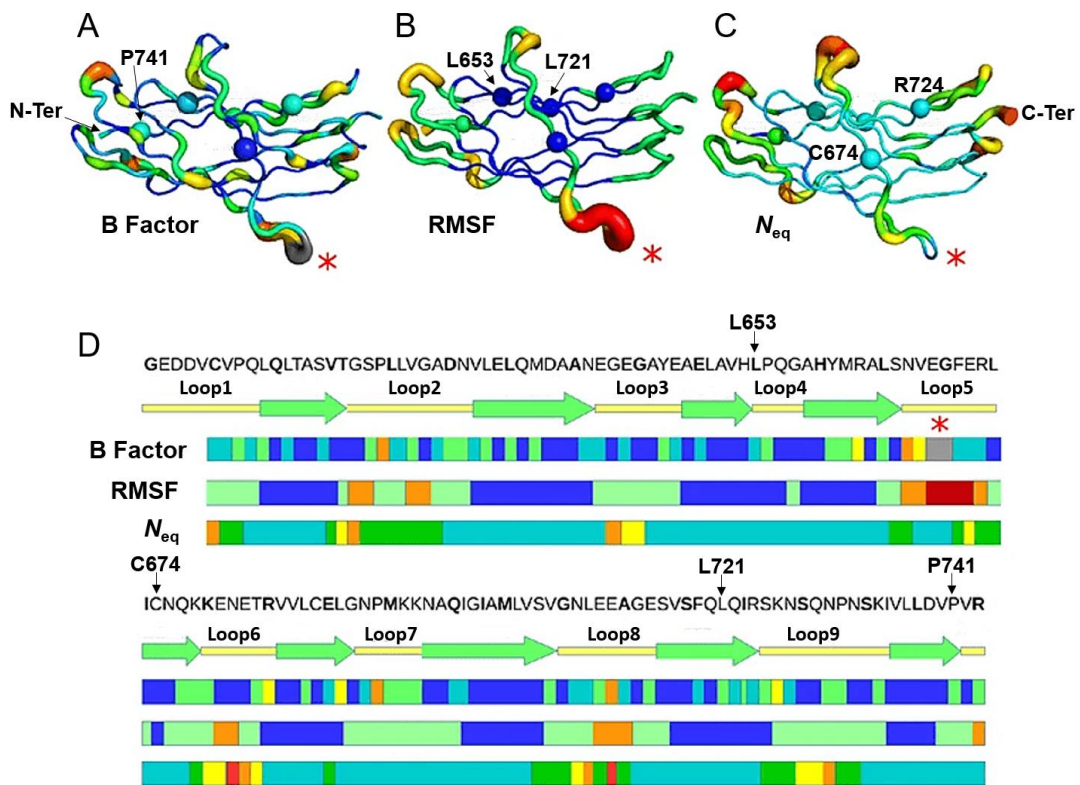 A
P741
N-Ter
B Factor
*
B
L653
L721
RMSF
*
C
R724
C-Ter
C674
Neq
*
D
L653
GEDDVCVPQLQLTASVTGSPLLVGADNVLELQMDAANEGEGAYEAELAVHLPQGAHYMRALSNVEGFERL
Loop1 Loop2 Loop3 Loop4 Loop5
*
B Factor
RMSF
Neq
C674 L721 P741
ICNQKKENETRVVLCELGNPMKKNAQIGIAMLVSVGNLEEAGESVSFQLQIRSKNSQNPNSKIVLLDVPVR
Loop6 Loop7 Loop8 Loop9